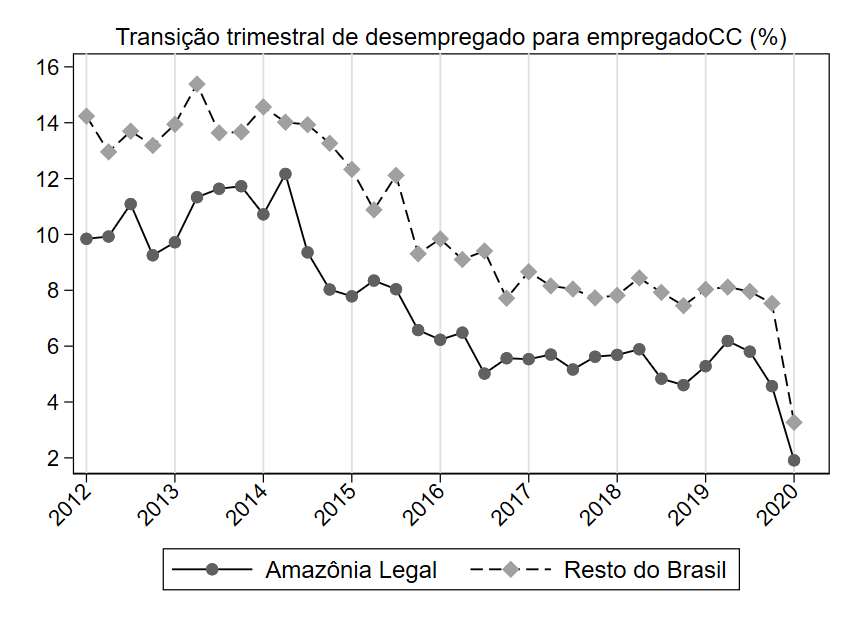 Transição trimestral de desempregado para empregadoCC (%)
16
14
12
10
8
6
4
2
2012 2013 2014 2015 2016 2017 2018 2019 2020
Amazônia Legal Resto do Brasil